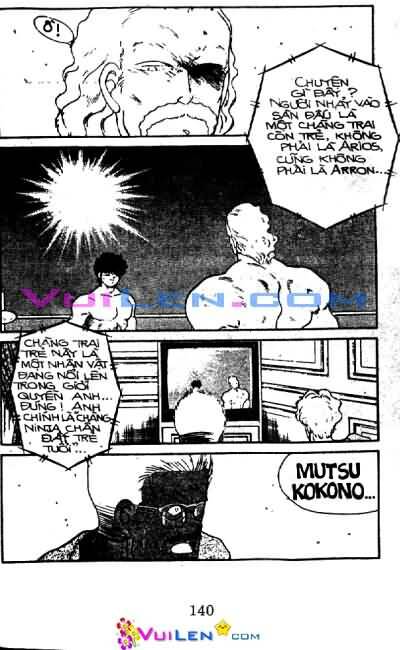 Ồ!
CHUYỆN
GÌ ĐÂY?
NGƯỜI NHẢY VÀO
SÀN ĐẤU LÀ
MỘT CHÀNG TRAI
CÒN TRẺ, KHÔNG
PHẢI LÀ ARIOS,
CŨNG KHÔNG
PHẢI LÀ ARRON...
VUILEN.COM
CHÀNG TRAI
TRẺ NÀY LÀ
MỘT NHÂN VẬT
ĐANG NỔI LÊN
TRONG GIỚI
QUYỀN ANH...
ĐÚNG! ANH
CHÍNH LÀ CHÀNG
NINJA CHÂN
ĐẤT TRẺ
TUỔI"...
MUTSU
KOKONO...
140
VUILEN.COM